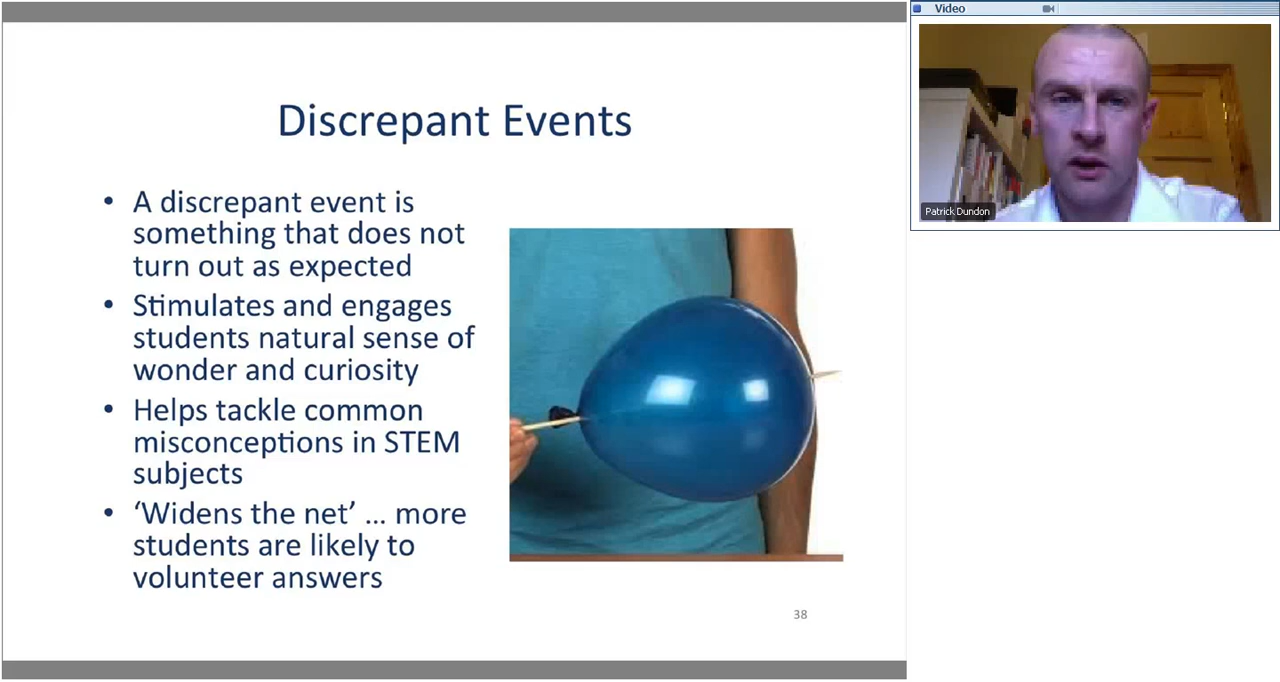 Video
Patrick Dundon
Discrepant Events
• A discrepant event is
something that does not
turn out as expected
• Stimulates and engages
students natural sense of
wonder and curiosity
• Helps tackle common
misconceptions in STEM
subjects
• ‘Widens the net’ ... more
students are likely to
volunteer answers
38